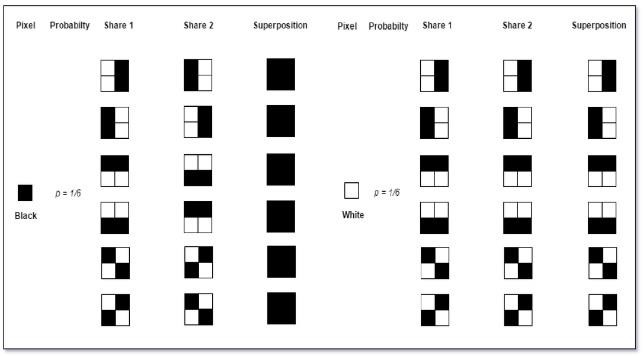 Pixel Probabilty Share 1 Share 2 Superposition Pixel Probabilty Share 1 Share 2 Superposition
p = 1/6 p = 1/6
Black White